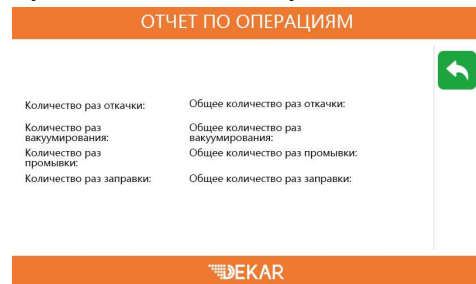 ОТЧЕТ ПО ОПЕРАЦИЯМ
Количество раз откачки:
Общее количество раз откачки:
Количество раз
вакуумирования:
Общее количество раз
вакуумирования:
Количество раз
промывки:
Общее количество раз промывки:
Количество раз заправки:
Общее количество раз заправки:
DEKAR